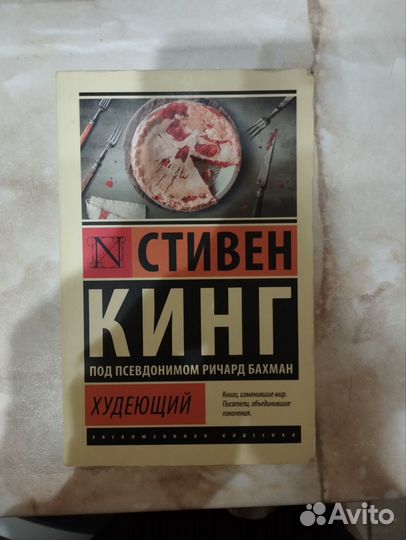 N
СТИВЕН
КИНГ
ПОД ПСЕВДОНИМОМ РИЧАРД БАХМАН
ХУДЕЮЩИЙ
Книги, изменившие мир.
Писатели, объединившие
поколения.
ЭКСКЛЮЗИВНАЯ КЛАССИКА
Avito